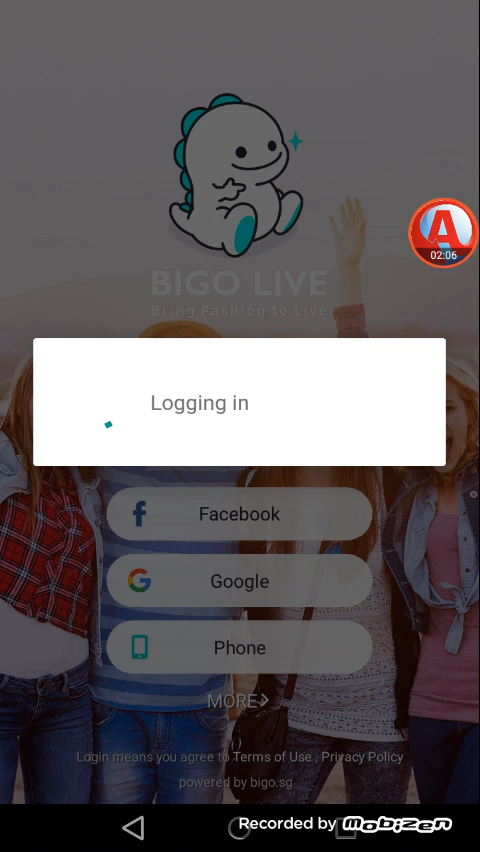 A
02:06
BIGO LIVE
Bring Fashion to Live
Logging in
Facebook
Google
Phone
MORE>
Login means you agree to Terms of Use , Privacy Policy
powered by bigo.sg
Recorded by mobizen